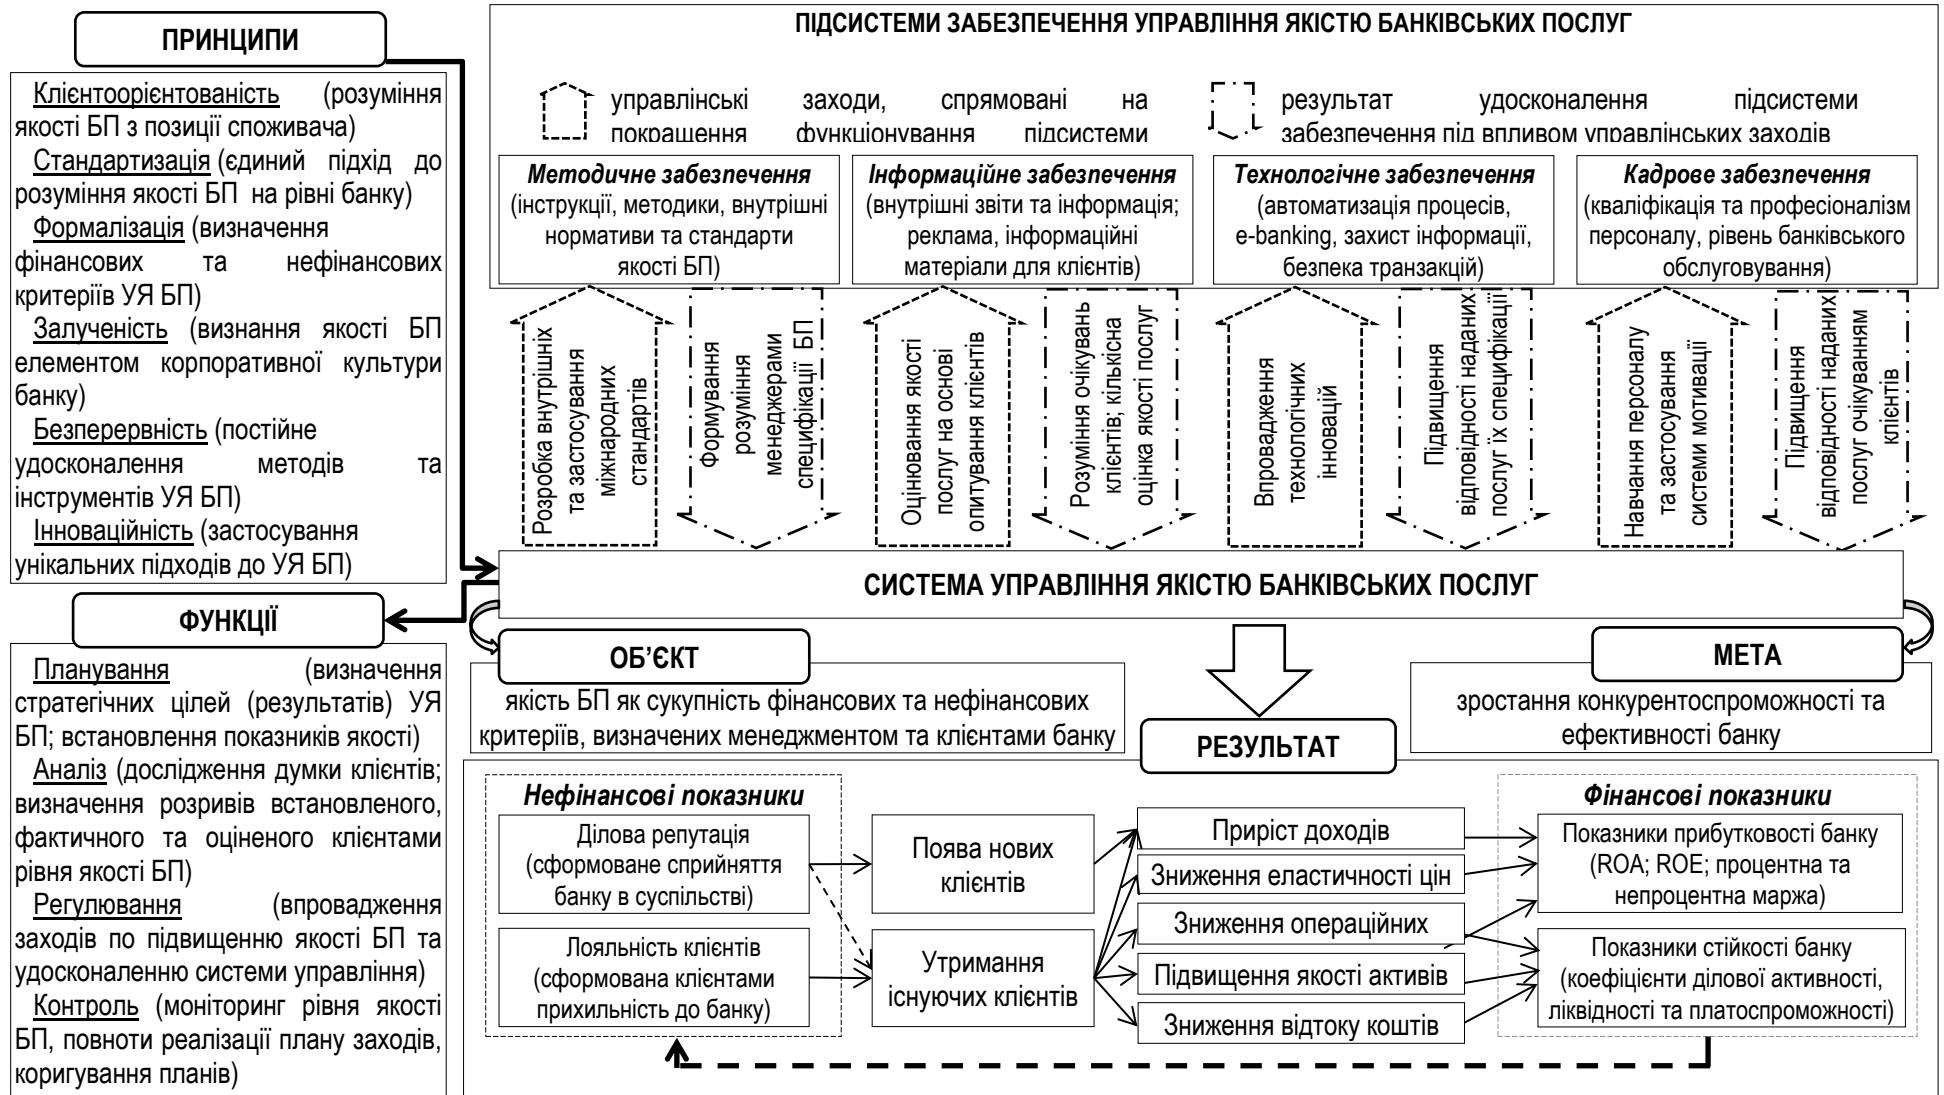 ПРИНЦИПИ
Клієнтоорієнтованість (розуміння
якості БП з позиції споживача)
Стандартизація (єдиний підхід до
розуміння якості БП на рівні банку)
Формалізація (визначення
фінансових та нефінансових
критеріїв УЯ БП)
Залученість (визнання якості БП
елементом корпоративної культури
банку)
Безперервність (постійне
удосконалення методів та
інструментів УЯ БП)
Інноваційність (застосування
унікальних підходів до УЯ БП)
ФУНКЦІЇ
Планування (визначення
стратегічних цілей (результатів) УЯ
БП; встановлення показників якості)
Аналіз (дослідження думки клієнтів;
визначення розривів встановленого,
фактичного та оціненого клієнтами
рівня якості БП)
Регулювання (впровадження
заходів по підвищенню якості БП та
удосконаленню системи управління)
Контроль (моніторинг рівня якості
БП, повноти реалізації плану заходів,
коригування планів)
ПІДСИСТЕМИ ЗАБЕЗПЕЧЕННЯ УПРАВЛІННЯ ЯКІСТЮ БАНКІВСЬКИХ ПОСЛУГ
управлінські заходи, спрямовані на
покращення функціонування підсистеми
результат удосконалення підсистеми
забезпечення під впливом управлінських заходів
Методичне забезпечення
(інструкції, методики, внутрішні
нормативи та стандарти
якості БП)
Інформаційне забезпечення
(внутрішні звіти та інформація;
реклама, інформаційні
матеріали для клієнтів)
Технологічне забезпечення
(автоматизація процесів,
e-banking, захист інформації,
безпека транзакцій)
Кадрове забезпечення
(кваліфікація та професіоналізм
персоналу, рівень банківського
обслуговування)
Розробка внутрішніх
та застосування
міжнародних
стандартів
Формування
розуміння
менеджерами
специфікації БП
Оцінювання якості
послуг на основі
опитування клієнтів
Розуміння очікувань
клієнтів; кількісна
оцінка якості послуг
Впровадження
технологічних
інновацій
Підвищення
відповідності наданих
послуг їх специфікації
Навчання персоналу
та застосування
системи мотивації
Підвищення
відповідності наданих
послуг очікуванням
клієнтів
СИСТЕМА УПРАВЛІННЯ ЯКІСТЮ БАНКІВСЬКИХ ПОСЛУГ
ОБ’ЄКТ
якість БП як сукупність фінансових та нефінансових
критеріїв, визначених менеджментом та клієнтами банку
МЕТА
зростання конкурентоспроможності та
ефективності банку
РЕЗУЛЬТАТ
Нефінансові показники
Ділова репутація
(сформоване сприйняття
банку в суспільстві)
Лояльність клієнтів
(сформована клієнтами
прихильність до банку)
Поява нових
клієнтів
Утримання
існуючих клієнтів
Приріст доходів
Зниження еластичності цін
Зниження операційних
Підвищення якості активів
Зниження відтоку коштів
Фінансові показники
Показники прибутковості банку
(ROA; ROE; процентна та
непроцентна маржа)
Показники стійкості банку
(коефіцієнти ділової активності,
ліквідності та платоспроможності)